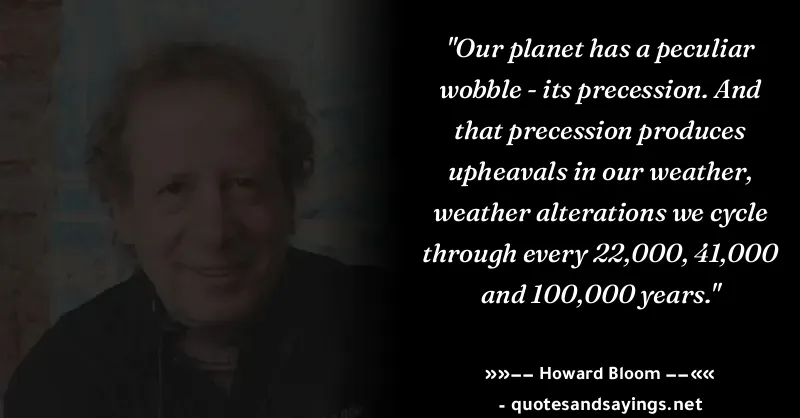 "Our planet has a peculiar
wobble - its precession. And
that precession produces
upheavals in our weather,
weather alterations we cycle
through every 22,000, 41,000
and 100,000 years."
»»−− Howard Bloom −−««
- quotesandsayings.net